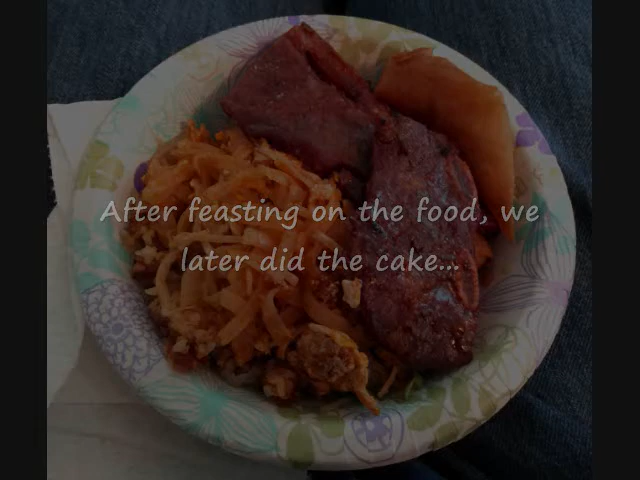 After feasting on the food, we
later did the cake...